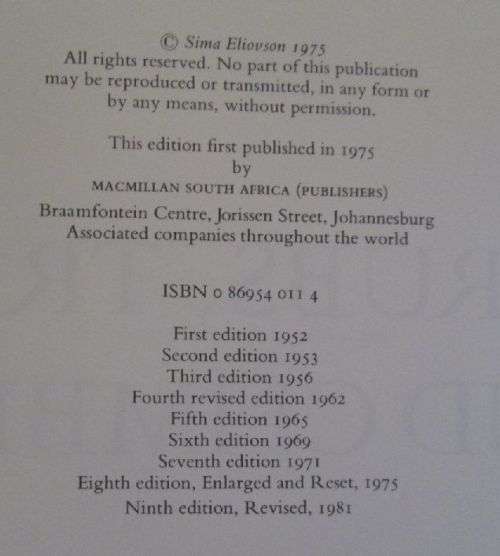 © Sima Eliovson 1975
All rights reserved. No part of this publication
may be reproduced or transmitted, in any form or
by any means, without permission.
This edition first published in 1975
by
MACMILLAN SOUTH AFRICA (PUBLISHERS)
Braamfontein Centre, Jorissen Street, Johannesburg
Associated companies throughout the world
ISBN 0 86954 011 4
First edition 1952
Second edition 1953
Third edition 1956
Fourth revised edition 1962
Fifth edition 1965
Sixth edition 1969
Seventh edition 1971
Eighth edition, Enlarged and Reset, 1975
Ninth edition, Revised, 1981